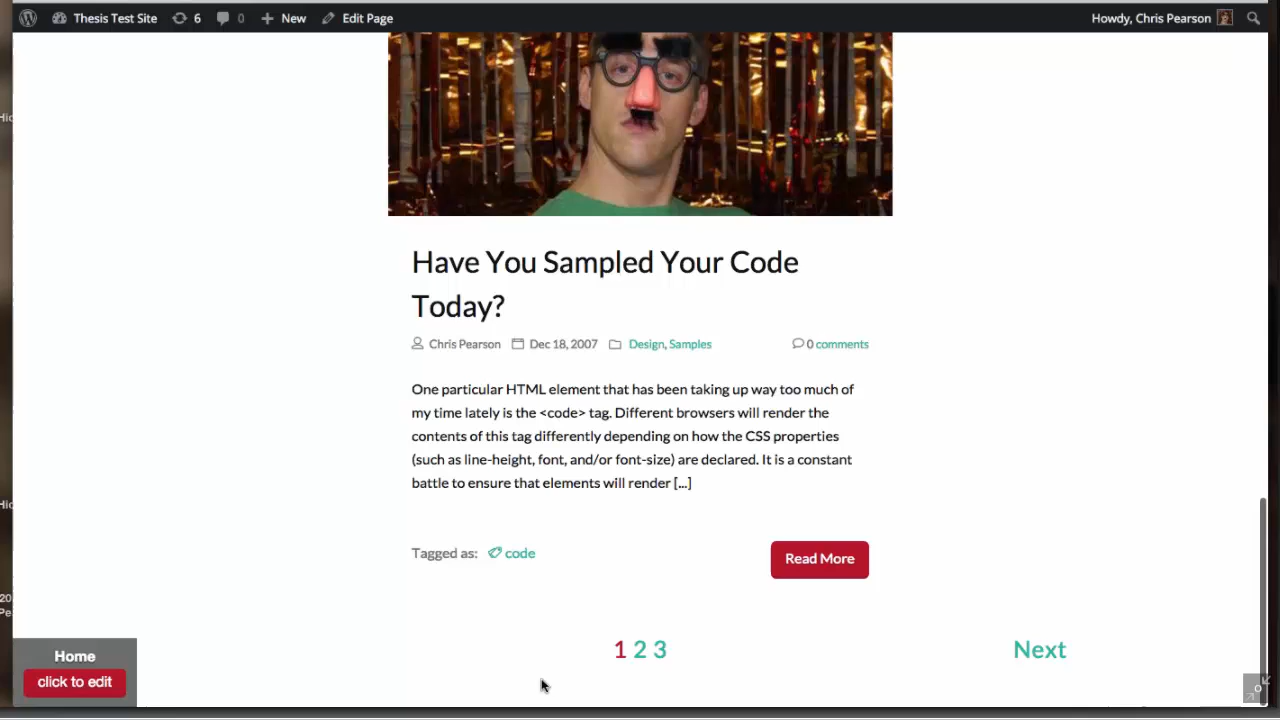 Thesis Test Site 6 0 New Edit Page Howdy, Chris Pearson
Have You Sampled Your Code
Today?
Chris Pearson Dec 18, 2007 Design, Samples 0 comments
One particular HTML element that has been taking up way too much of
my time lately is the <code> tag. Different browsers will render the
contents of this tag differently depending on how the CSS properties
(such as line-height, font, and/or font-size) are declared. It is a constant
battle to ensure that elements will render [...]
Tagged as: code Read More
1 2 3 Next
Home
click to edit